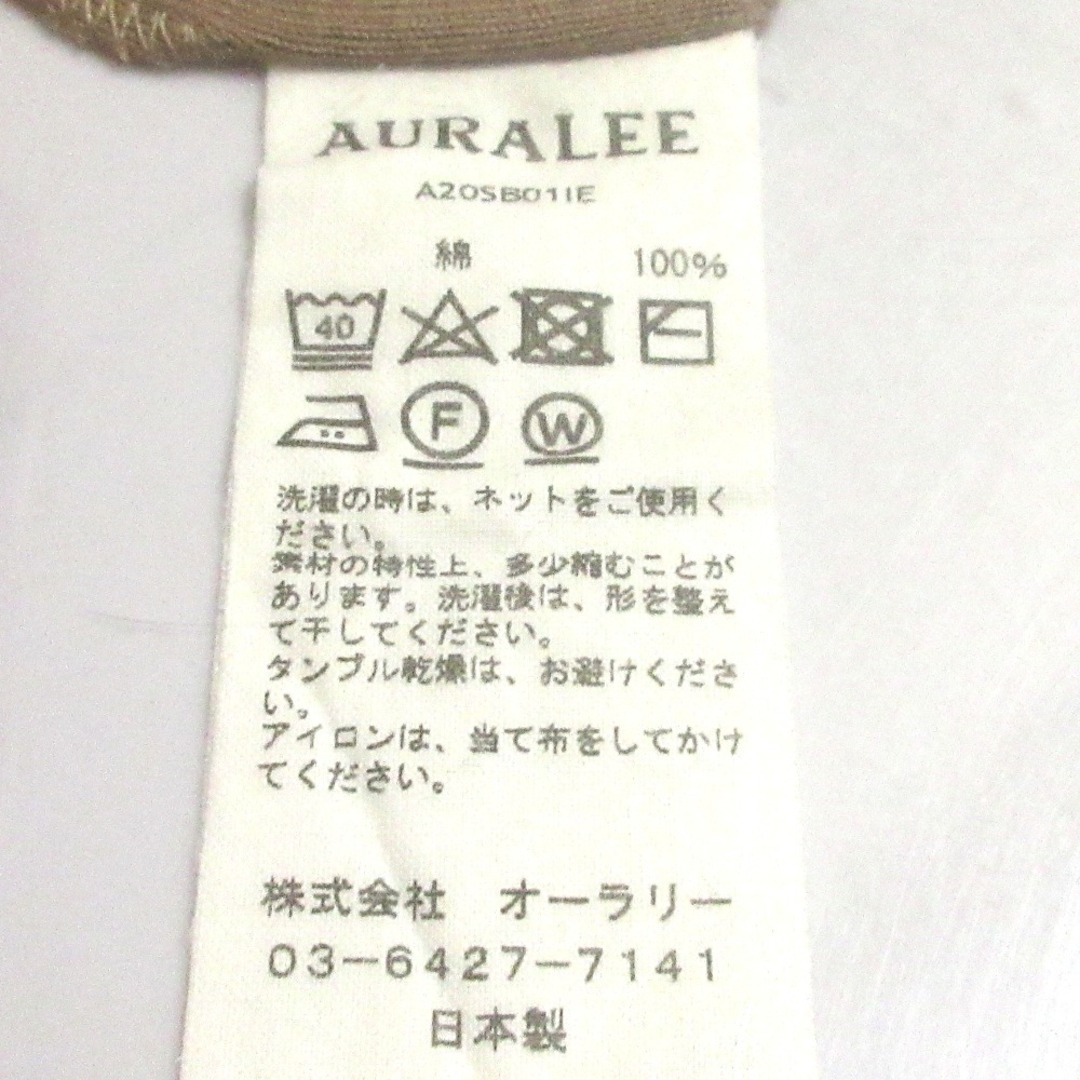 AURALEE
A20SB01IE
綿 100%
40
F W
洗濯の時は、ネットをご使用く
ださい。
素材の特性上、多少縮むことが
あります。洗濯後は、形を整え
て干してください。
タンブル乾燥は、お避けくださ
い。
アイロンは、当て布をしてかけ
てください。
株式会社 オーラリー
03-6427-7141
日本製